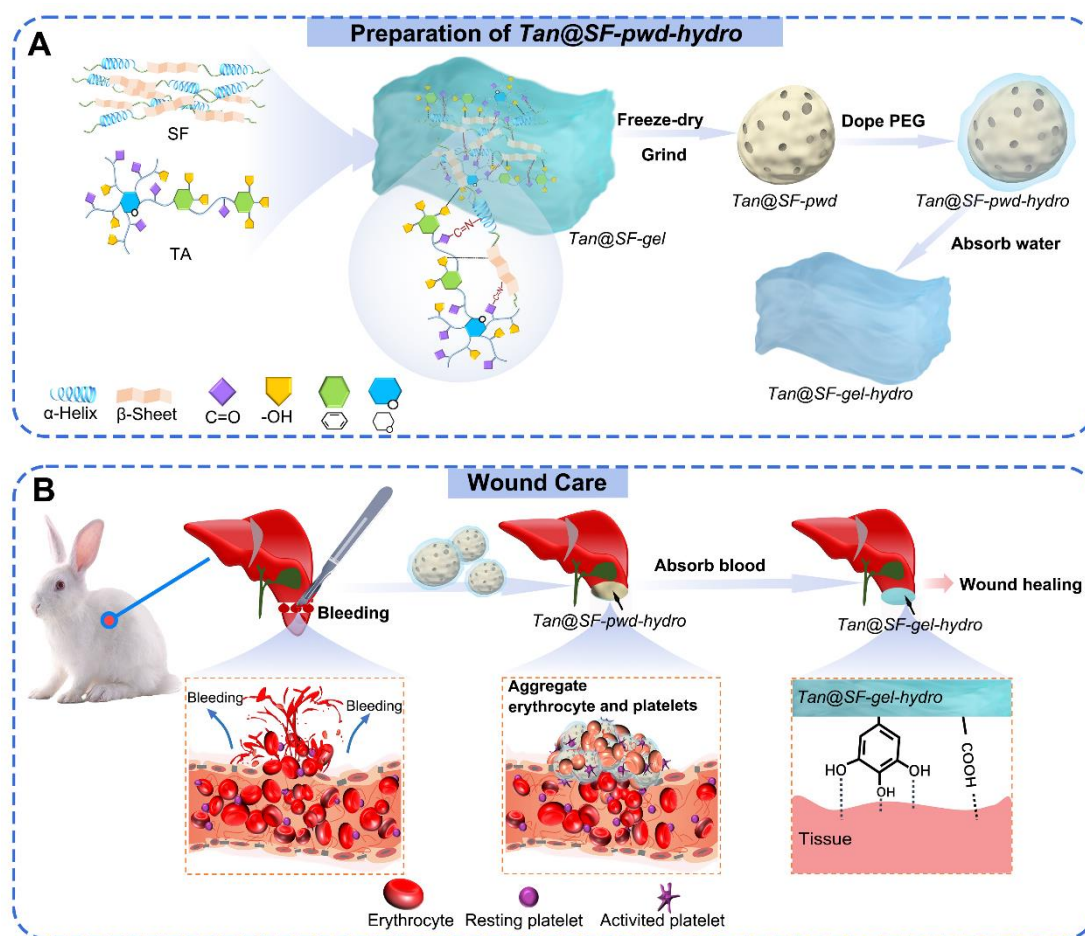 A
Preparation of Tan@SF-pwd-hydro
SF
TA
C=N
C=N
Tan@SF-gel
Freeze-dry
Grind
Tan@SF-pwd
Dope PEG
Tan@SF-pwd-hydro
Absorb water
Tan@SF-gel-hydro
α-Helix
β-Sheet
C=O
-OH
B
Wound Care
Bleeding
Tan@SF-pwd-hydro
Absorb blood
Tan@SF-gel-hydro
Wound healing
Bleeding
Bleeding
Aggregate
erythrocyte and platelets
Tan@SF-gel-hydro
OH
OH
OH
COOH
Tissue
Erythrocyte
Resting platelet
Activited platelet